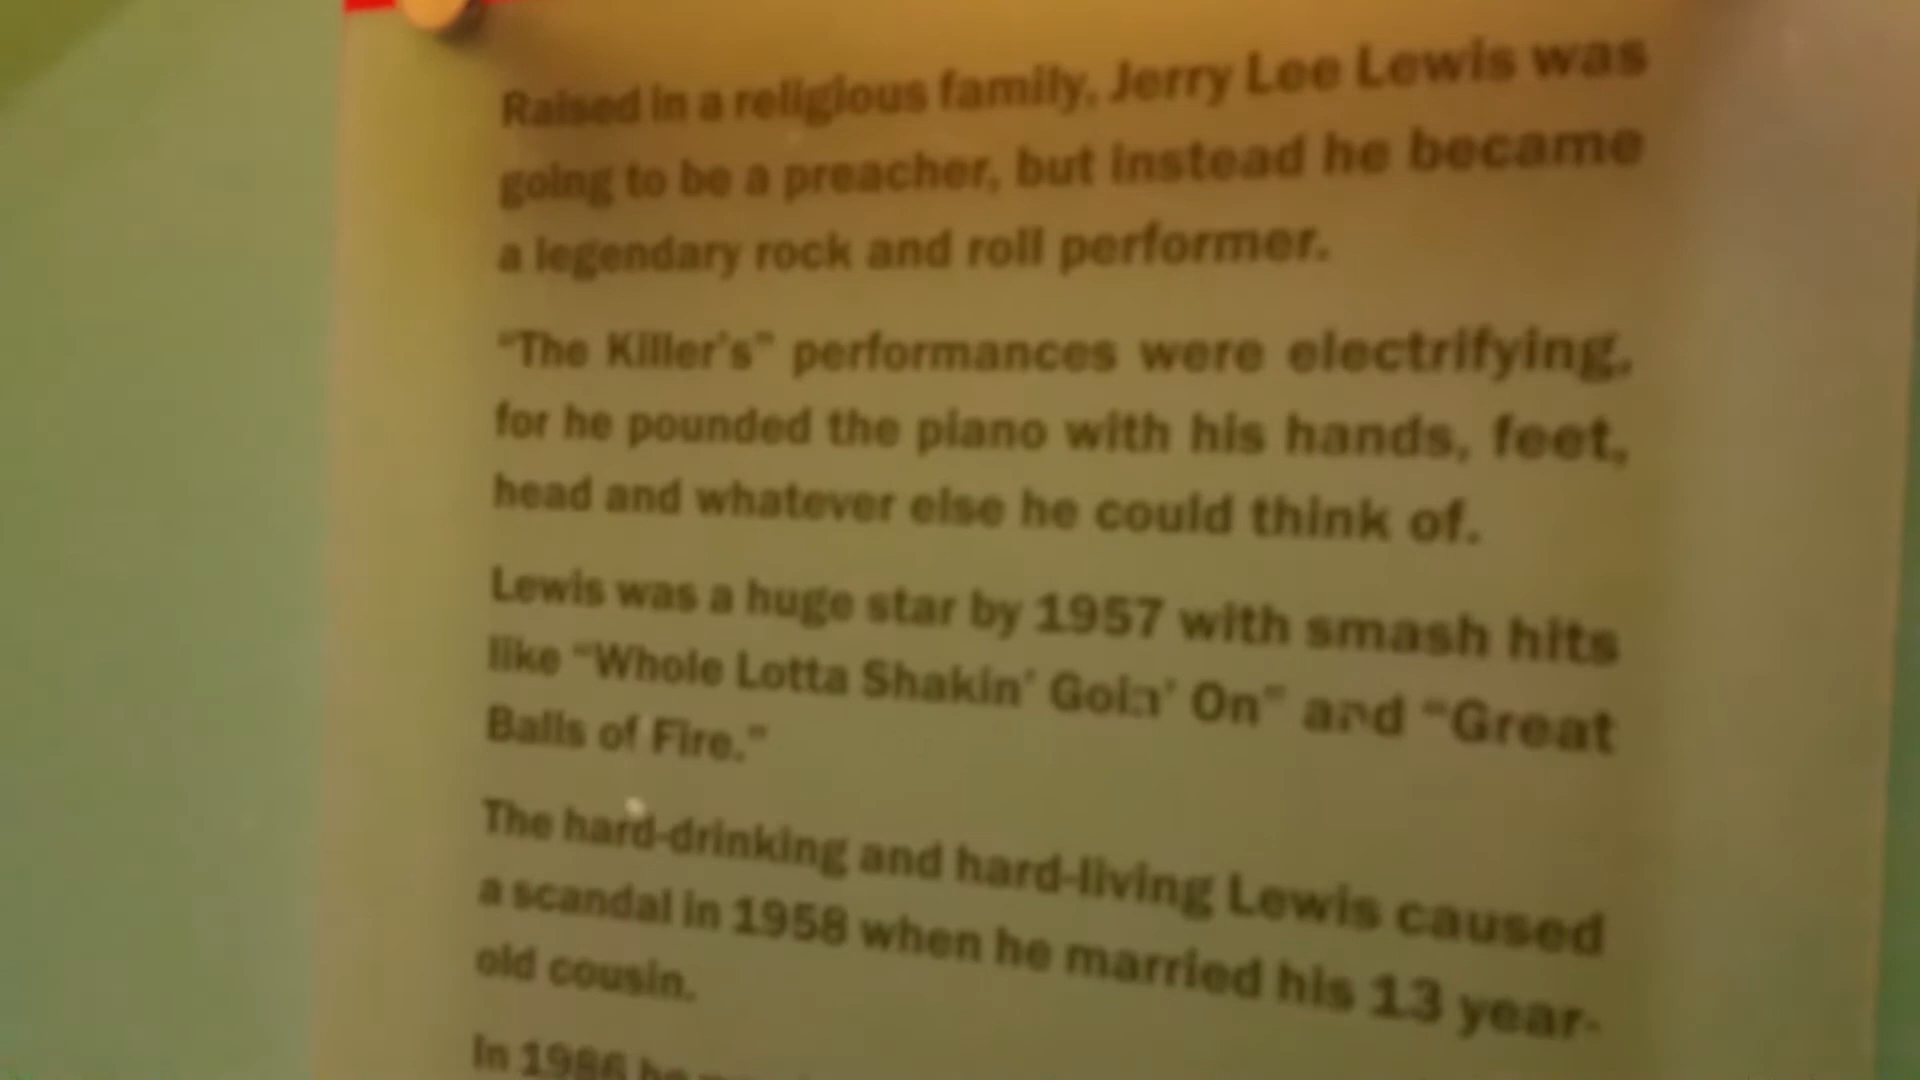 Raised in a religious family, Jerry Lee Lewis was
going to be a preacher, but instead he became
a legendary rock and roll performer.
"The Killer's" performances were electrifying,
for he pounded the piano with his hands, feet,
head and whatever else he could think of.
Lewis was a huge star by 1957 with smash hits
like "Whole Lotta Shakin' Goin' On" and "Great
Balls of Fire."
The hard-drinking and hard-living Lewis caused
a scandal in 1958 when he married his 13 year-
old cousin.
In 1986 he